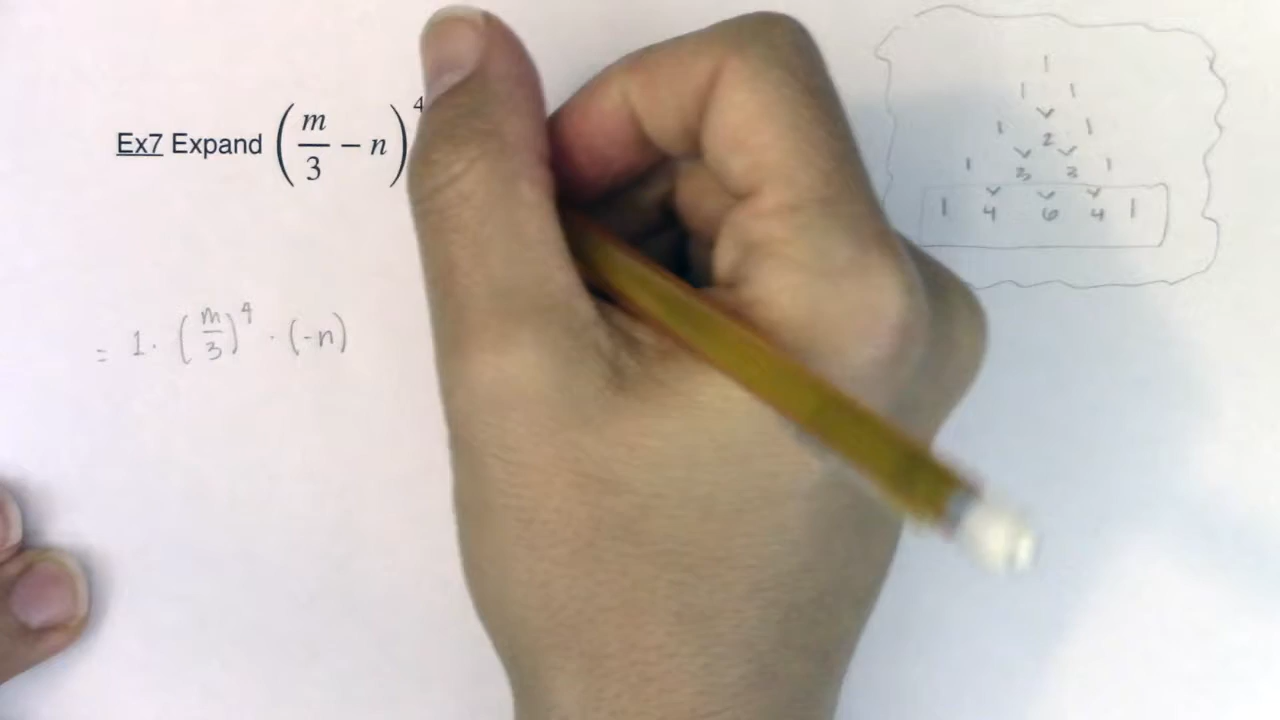 Ex7 Expand (m/3 − n)^4
= 1 · (m/3)^4 · (-n)
1
1 1
1 2 1
1 3 3 1
1 4 6 4 1